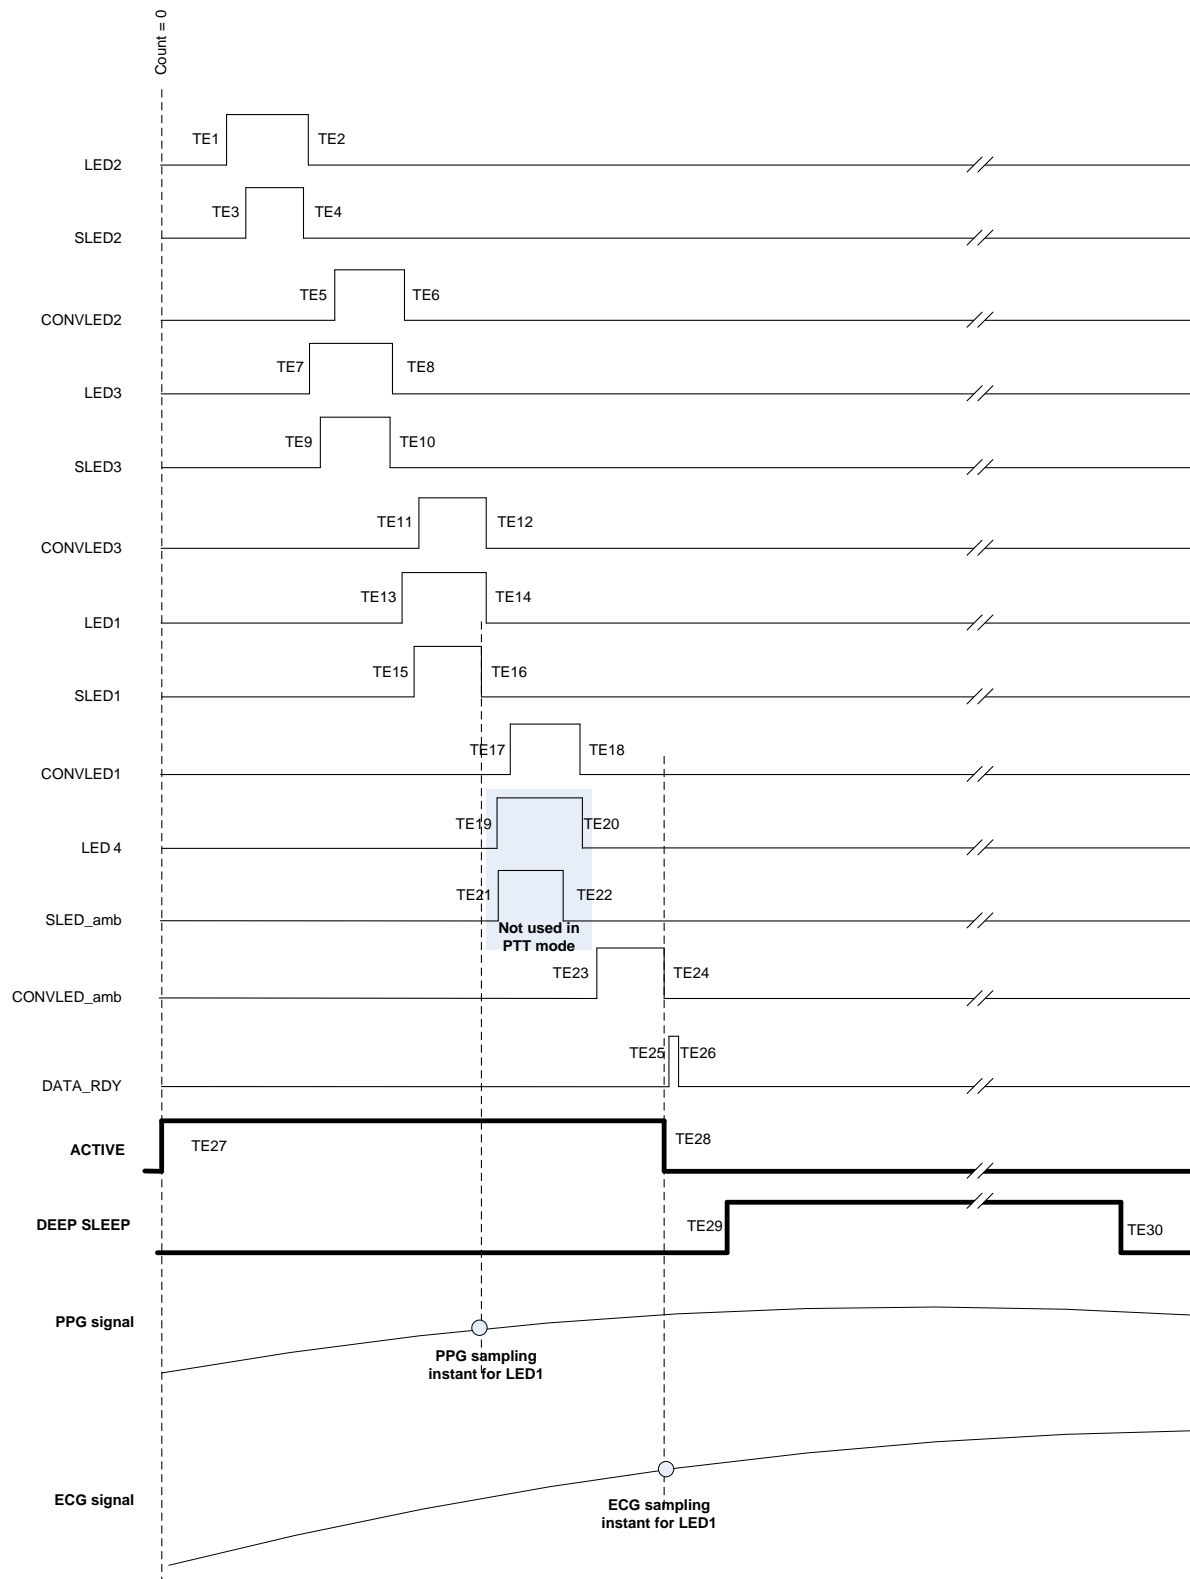 Count = 0
TE1
TE2
LED2
TE3
TE4
SLED2
TE5
TE6
CONVLED2
TE7
TE8
LED3
TE9
TE10
SLED3
TE11
TE12
CONVLED3
TE13
TE14
LED1
TE15
TE16
SLED1
TE17
TE18
CONVLED1
TE19
TE20
LED 4
TE21
TE22
SLED_amb
Not used in
PTT mode
TE23
TE24
CONVLED_amb
TE25
TE26
DATA_RDY
TE27
TE28
ACTIVE
TE29
TE30
DEEP SLEEP
PPG signal
PPG sampling
instant for LED1
ECG signal
ECG sampling
instant for LED1